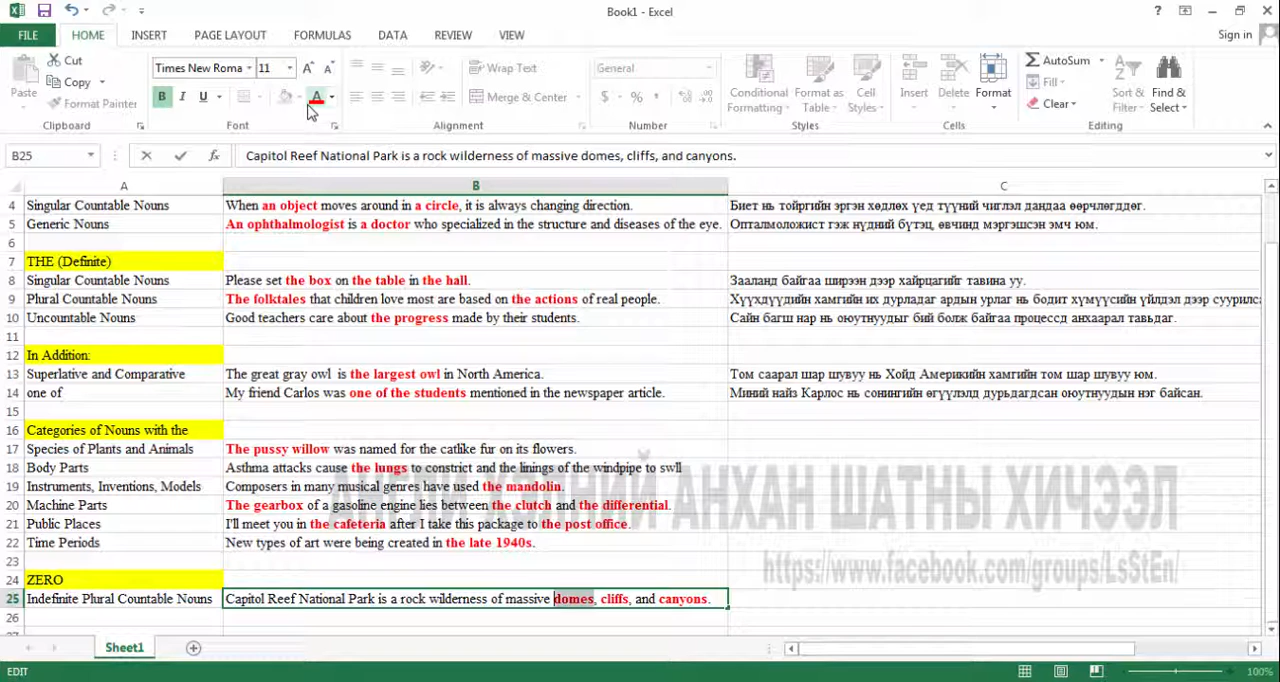 Book1 - Excel
FILE HOME INSERT PAGE LAYOUT FORMULAS DATA REVIEW VIEW Sign in
Cut Times New Roma 11 Wrap Text General AutoSum
Paste Copy Conditional Format as Cell Insert Delete Format Fill Sort & Find &
Format Painter B I U A Merge & Center $ % Formatting Table Styles Clear Filter Select
Clipboard Font Alignment Number Styles Cells Editing
B25 fx Capitol Reef National Park is a rock wilderness of massive domes, cliffs, and canyons.
A B C
4 Singular Countable Nouns When an object moves around in a circle, it is always changing direction. Биет нь тойргийн эргэн хөдлөх үед түүний чиглэл дандаа өөрчлөгддөг.
5 Generic Nouns An ophthalmologist is a doctor who specialized in the structure and diseases of the eye. Опталмоложист гэж нүдний бүтэц, өвчинд мэргэшсэн эмч юм.
6
7 THE (Definite)
8 Singular Countable Nouns Please set the box on the table in the hall. Зааланд байгаа ширээн дээр хайрцагийг тавина уу.
9 Plural Countable Nouns The folktales that children love most are based on the actions of real people. Хүүхдүүдийн хамгийн их дурладаг ардын урлаг нь бодит хүмүүсийн үйлдэл дээр суурилса
10 Uncountable Nouns Good teachers care about the progress made by their students. Сайн багш нар нь оюутнуудыг бий болж байгаа процессд анхаарал тавьдаг.
11
12 In Addition:
13 Superlative and Comparative The great gray owl is the largest owl in North America. Том саарал шар шувуу нь Хойд Америкийн хамгийн том шар шувуу юм.
14 one of My friend Carlos was one of the students mentioned in the newspaper article. Миний найз Карлос нь сонингийн өгүүлэлд дурьдагдсан оюутнуудын нэг байсан.
15
16 Categories of Nouns with the
17 Species of Plants and Animals The pussy willow was named for the catlike fur on its flowers.
18 Body Parts Asthma attacks cause the lungs to constrict and the linings of the windpipe to swll
19 Instruments, Inventions, Models Composers in many musical genres have used the mandolin.
АНГЛИ ХЭЛНИЙ АНХАН ШАТНЫ ХИЧЭЭЛ
20 Machine Parts The gearbox of a gasoline engine lies between the clutch and the differential.
21 Public Places I'll meet you in the cafeteria after I take this package to the post office.
22 Time Periods New types of art were being created in the late 1940s.
https://www.facebook.com/groups/LsStEn/
23
24 ZERO
25 Indefinite Plural Countable Nouns Capitol Reef National Park is a rock wilderness of massive domes, cliffs, and canyons.
26
Sheet1
EDIT 100%